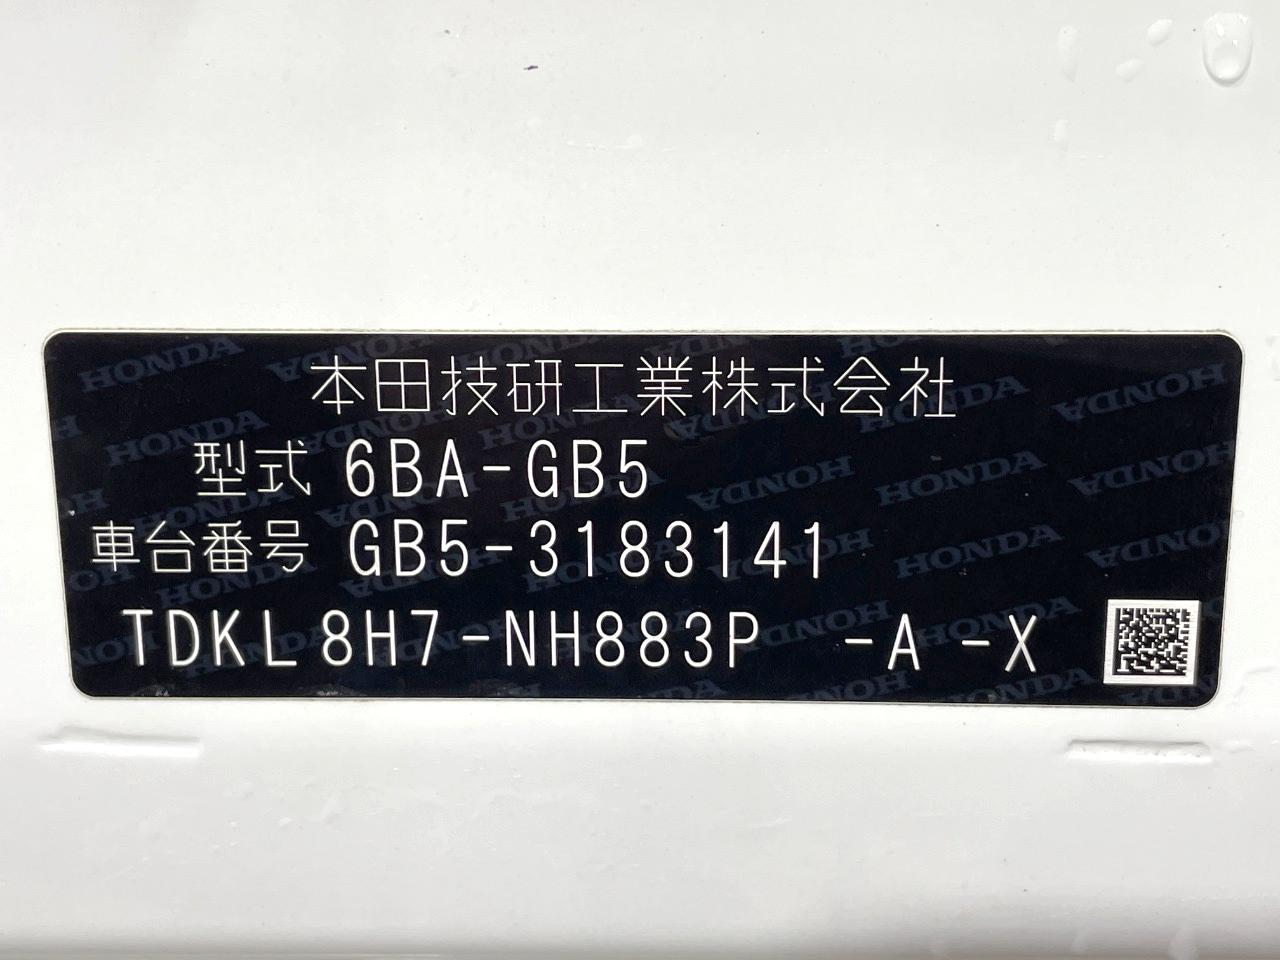 本田技研工業株式会社
型式 6BA-GB5
車台番号 GB5-3183141
TDKL8H7-NH883P -A -X